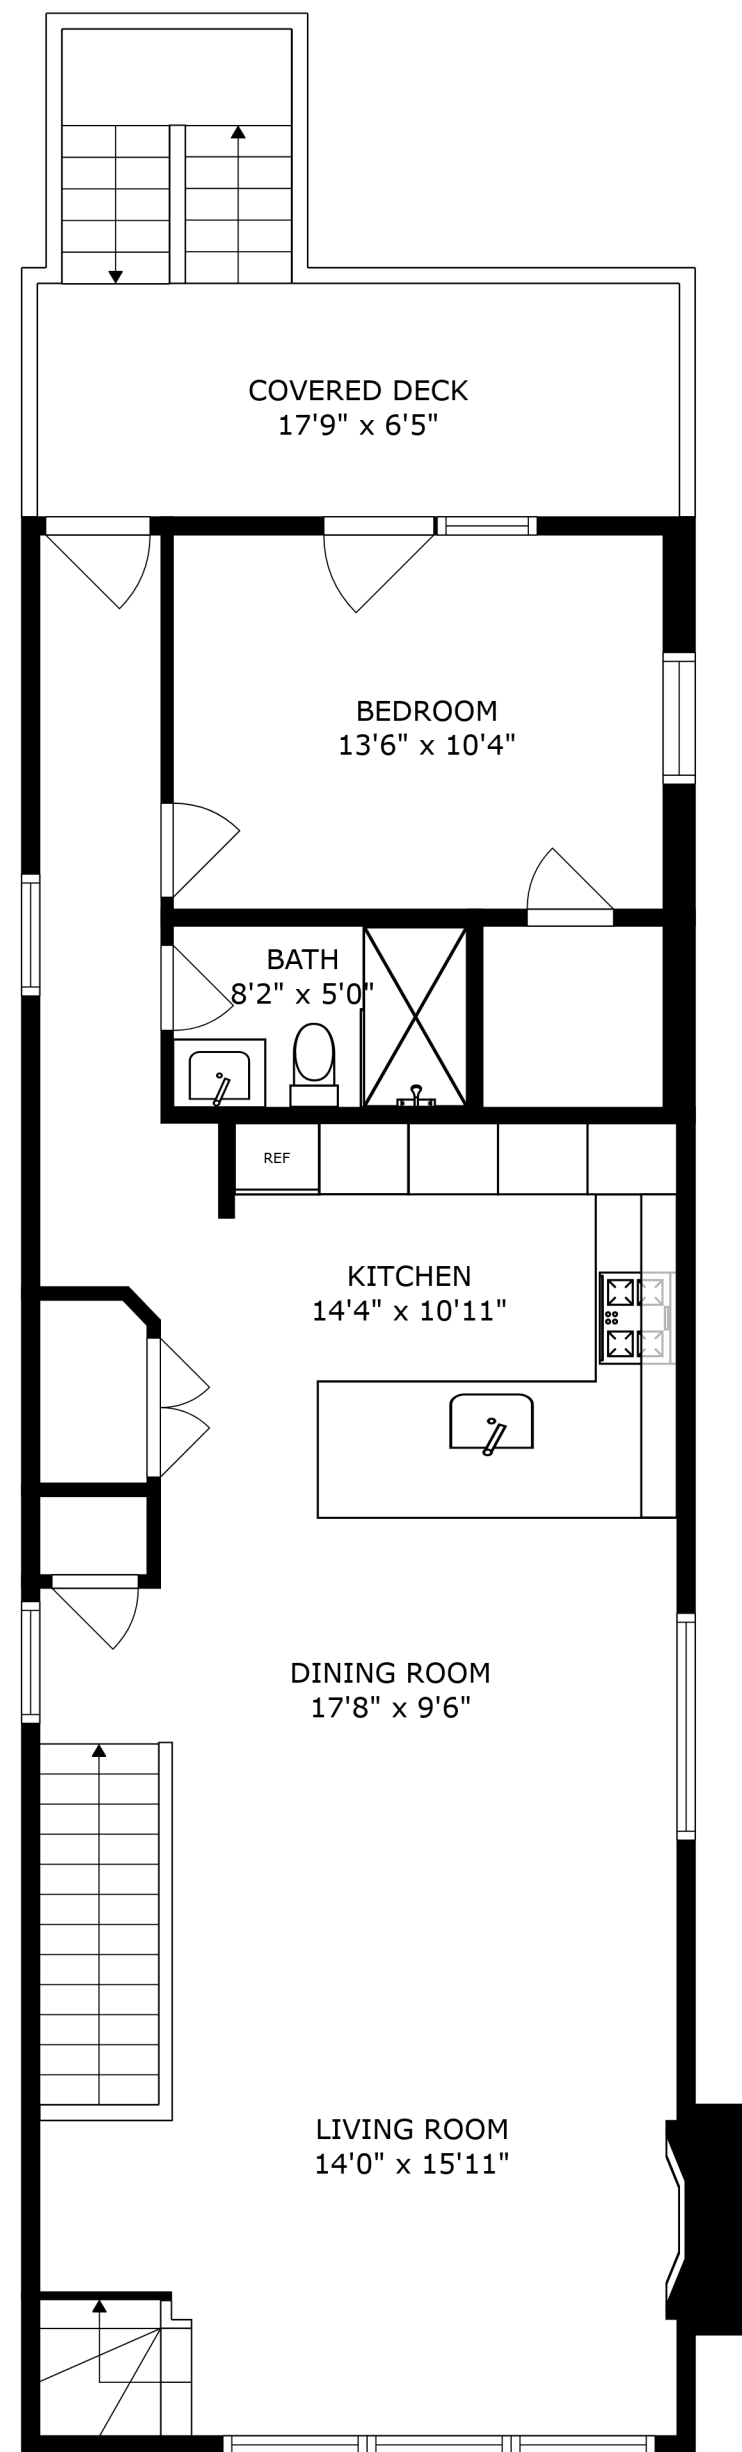 COVERED DECK
17'9" x 6'5"
BEDROOM
13'6" x 10'4"
BATH
8'2" x 5'0"
REF
KITCHEN
14'4" x 10'11"
DINING ROOM
17'8" x 9'6"
LIVING ROOM
14'0" x 15'11"